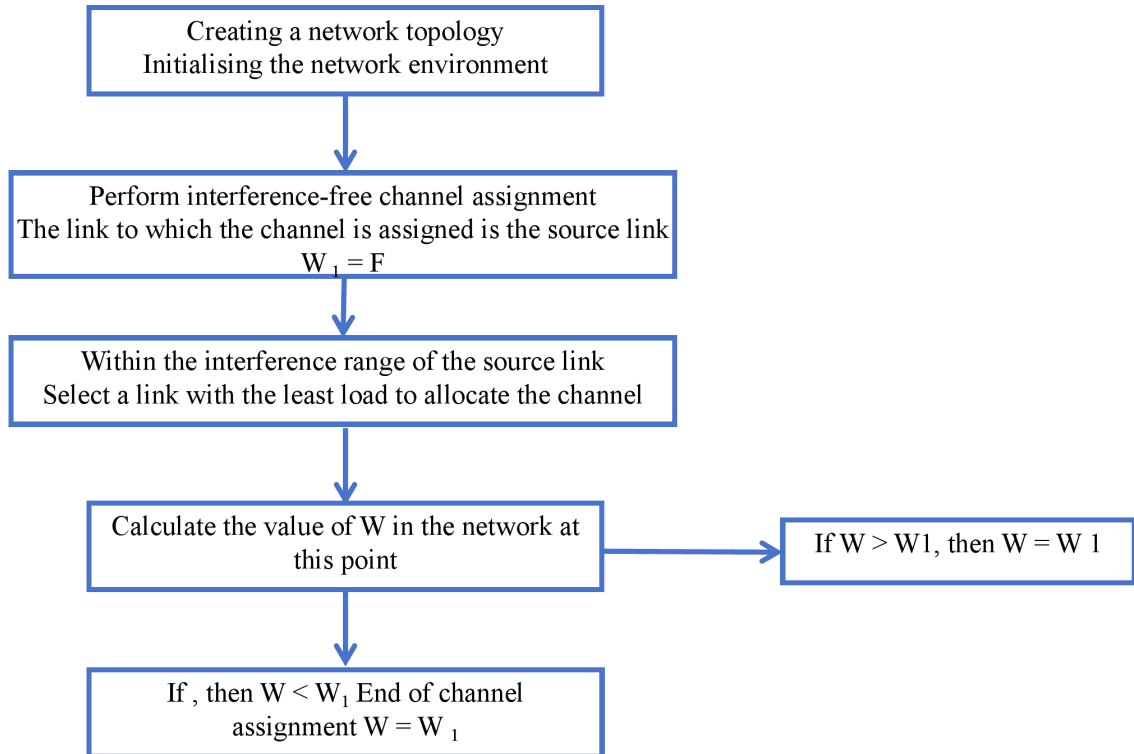 Creating a network topology
Initialising the network environment
Perform interference-free channel assignment
The link to which the channel is assigned is the source link
W ₁ = F
Within the interference range of the source link
Select a link with the least load to allocate the channel
Calculate the value of W in the network at
this point
If W > W1, then W = W 1
If , then W < W₁ End of channel
assignment W = W ₁